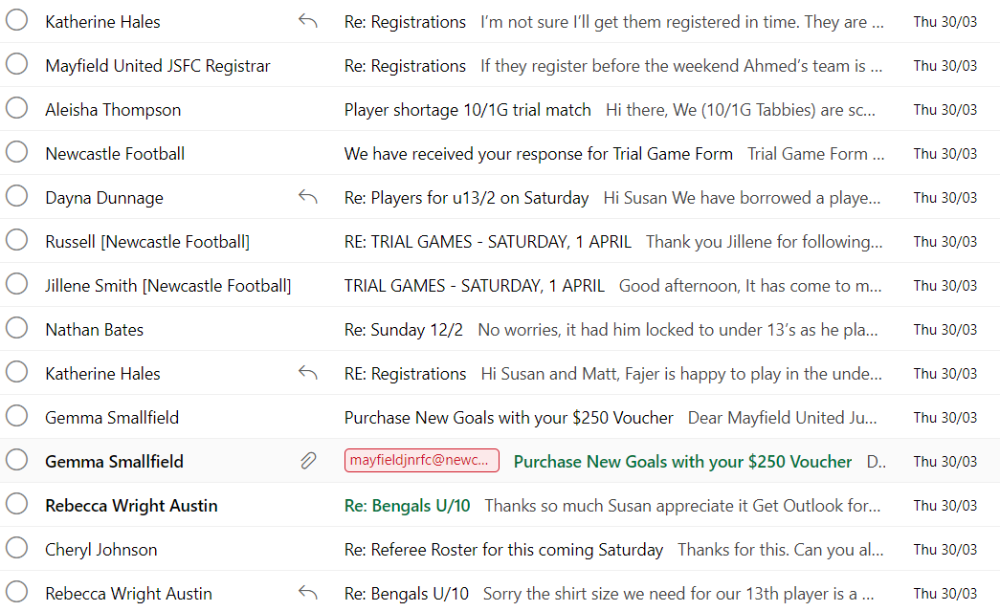 Katherine Hales Re: Registrations I'm not sure I'll get them registered in time. They are ... Thu 30/03
Mayfield United JSFC Registrar Re: Registrations If they register before the weekend Ahmed's team is ... Thu 30/03
Aleisha Thompson Player shortage 10/1G trial match Hi there, We (10/1G Tabbies) are sc... Thu 30/03
Newcastle Football We have received your response for Trial Game Form Trial Game Form ... Thu 30/03
Dayna Dunnage Re: Players for u13/2 on Saturday Hi Susan We have borrowed a playe... Thu 30/03
Russell [Newcastle Football] RE: TRIAL GAMES - SATURDAY, 1 APRIL Thank you Jillene for following... Thu 30/03
Jillene Smith [Newcastle Football] TRIAL GAMES - SATURDAY, 1 APRIL Good afternoon, It has come to m... Thu 30/03
Nathan Bates Re: Sunday 12/2 No worries, it had him locked to under 13's as he pla... Thu 30/03
Katherine Hales RE: Registrations Hi Susan and Matt, Fajer is happy to play in the unde... Thu 30/03
Gemma Smallfield Purchase New Goals with your $250 Voucher Dear Mayfield United Ju... Thu 30/03
Gemma Smallfield mayfieldjnrfc@newc... Purchase New Goals with your $250 Voucher D.. Thu 30/03
Rebecca Wright Austin Re: Bengals U/10 Thanks so much Susan appreciate it Get Outlook for... Thu 30/03
Cheryl Johnson Re: Referee Roster for this coming Saturday Thanks for this. Can you al... Thu 30/03
Rebecca Wright Austin Re: Bengals U/10 Sorry the shirt size we need for our 13th player is a ... Thu 30/03